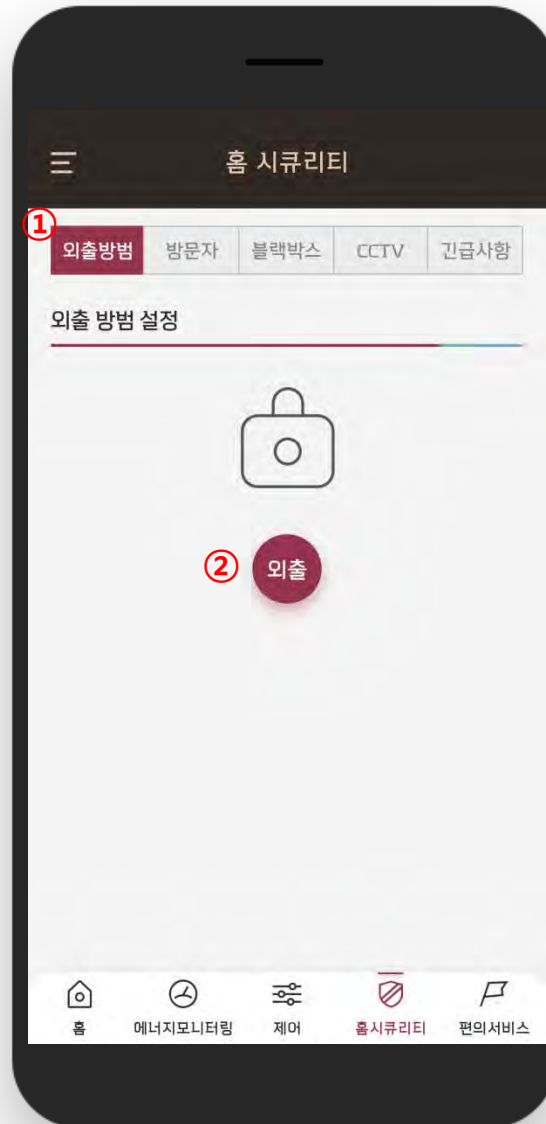 홈 시큐리티
①
외출방범 방문자 블랙박스 CCTV 긴급사항
외출 방범 설정
② 외출
홈 에너지모니터링 제어 홈시큐리티 편의서비스